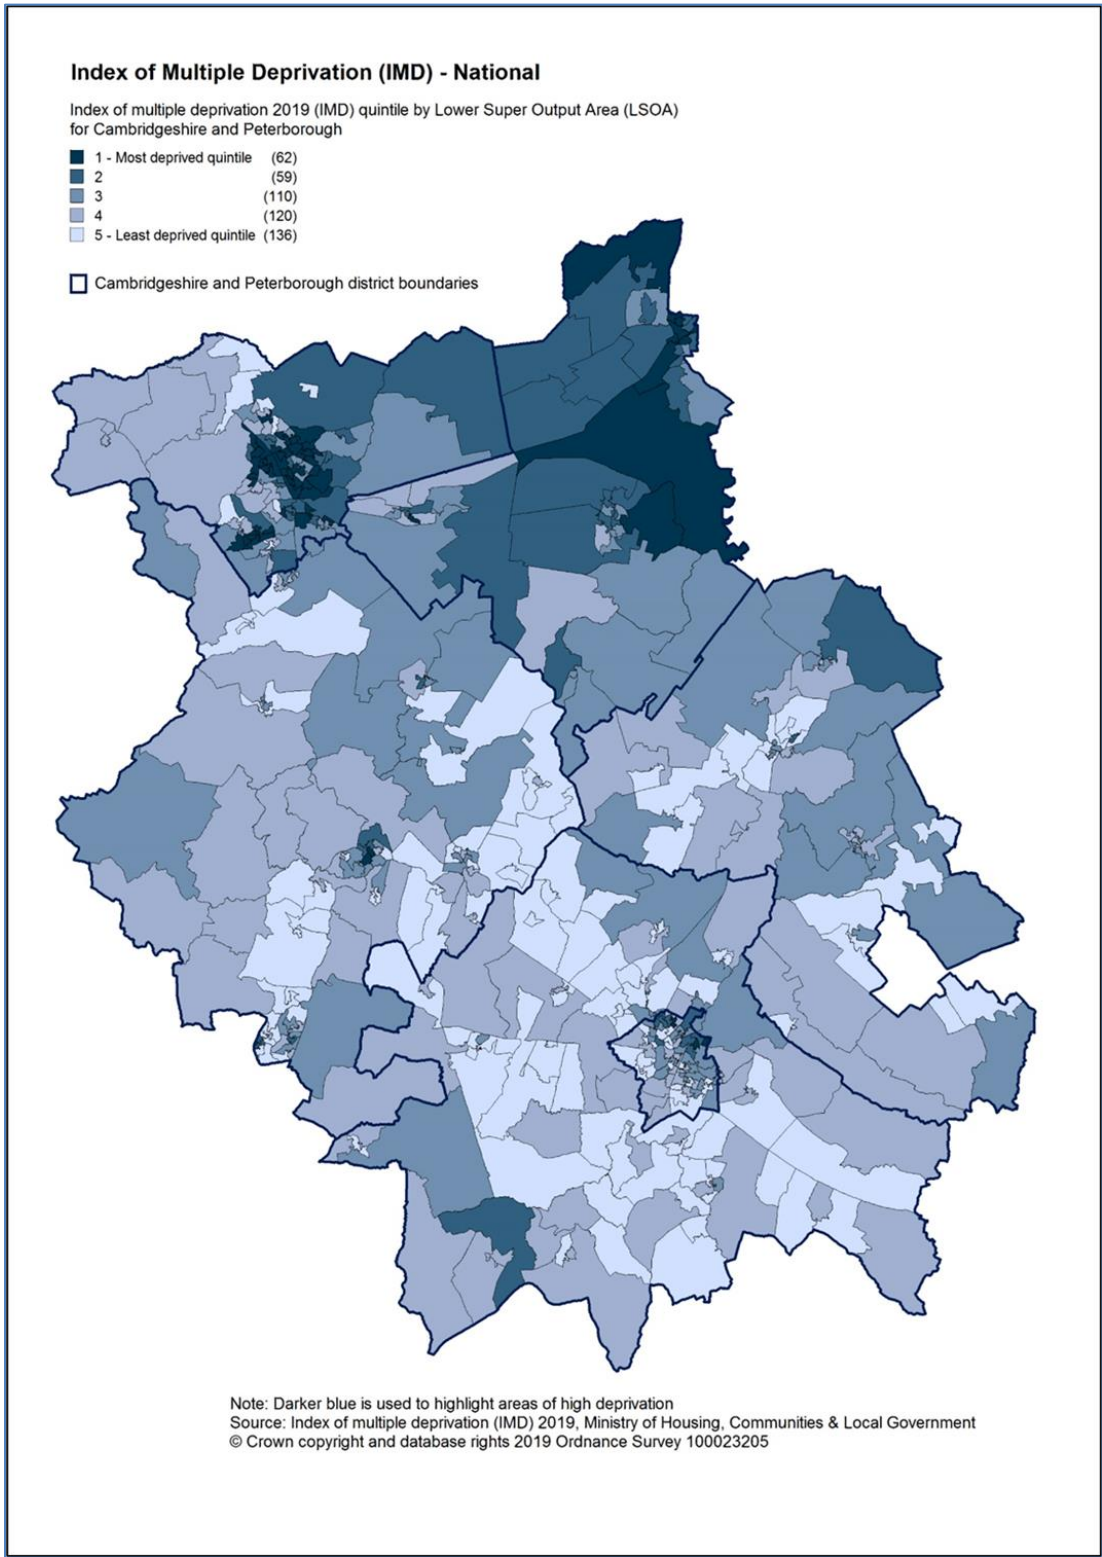 Index of Multiple Deprivation (IMD) - National
Index of multiple deprivation 2019 (IMD) quintile by Lower Super Output Area (LSOA)
for Cambridgeshire and Peterborough
1 - Most deprived quintile (62)
2 (59)
3 (110)
4 (120)
5 - Least deprived quintile (136)
Cambridgeshire and Peterborough district boundaries
Note: Darker blue is used to highlight areas of high deprivation
Source: Index of multiple deprivation (IMD) 2019, Ministry of Housing, Communities & Local Government
© Crown copyright and database rights 2019 Ordnance Survey 100023205